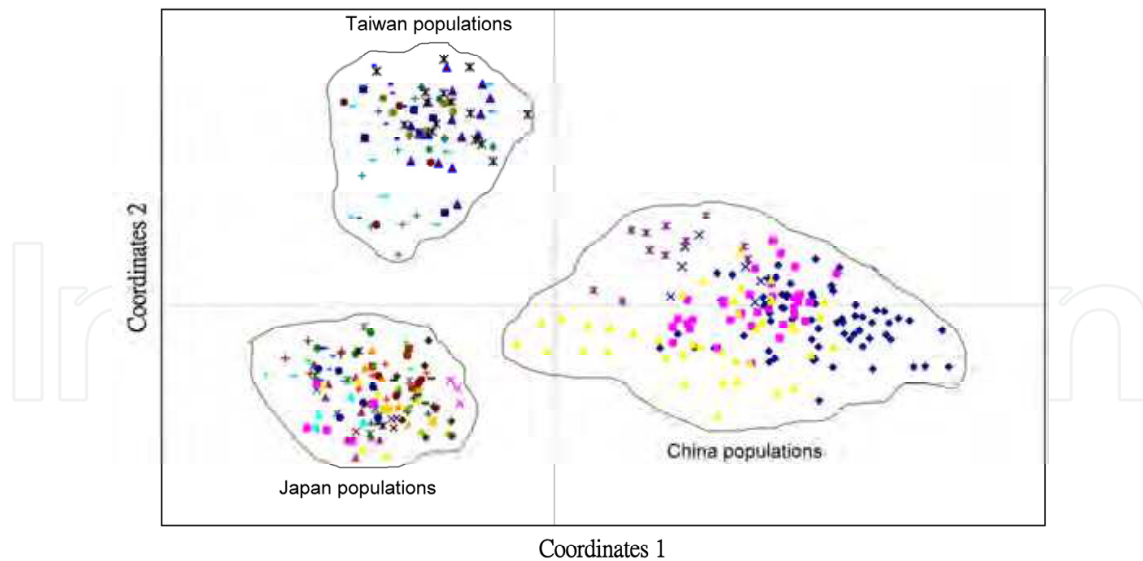 Taiwan populations
Coordinates 2
China populations
Japan populations
Coordinates 1